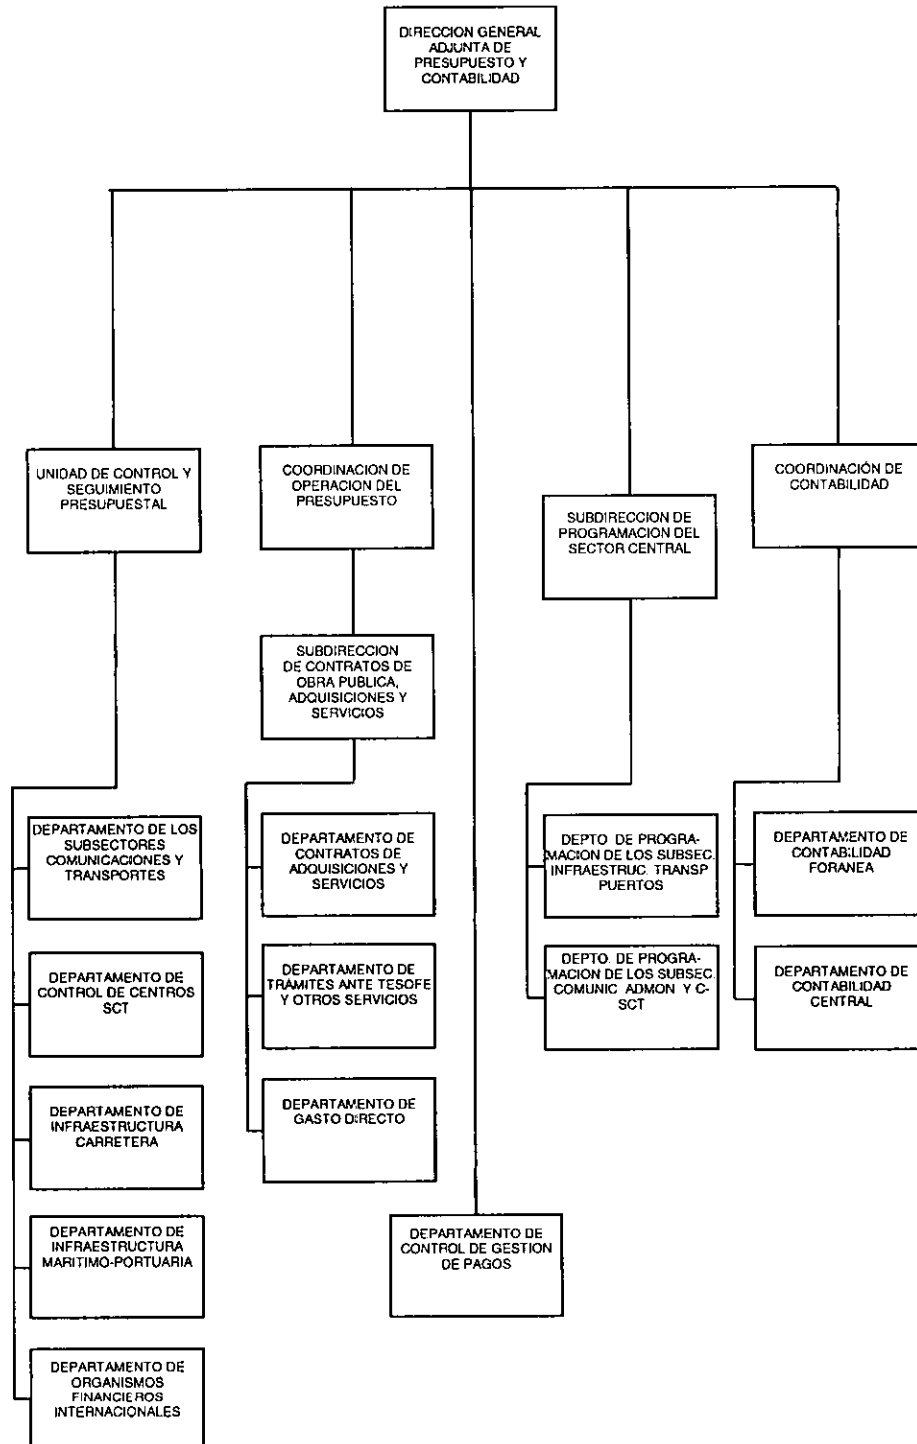 DIRECCION GENERAL
ADJUNTA DE
PRESUPUESTO Y
CONTABILIDAD
UNIDAD DE CONTROL Y
SEGUIMIENTO
PRESUPUESTAL
COORDINACION DE
OPERACION DEL
PRESUPUESTO
SUBDIRECCION DE
PROGRAMACION DEL
SECTOR CENTRAL
COORDINACIÓN DE
CONTABILIDAD
SUBDIRECCION
DE CONTRATOS DE
OBRA PUBLICA,
ADQUISICIONES Y
SERVICIOS
DEPARTAMENTO DE LOS
SUBSECTORES
COMUNICACIONES Y
TRANSPORTES
DEPARTAMENTO DE
CONTROL DE CENTROS
SCT
DEPARTAMENTO DE
INFRAESTRUCTURA
CARRETERA
DEPARTAMENTO DE
INFRAESTRUCTURA
MARITIMO-PORTUARIA
DEPARTAMENTO DE
ORGANISMOS
FINANCIEROS
INTERNACIONALES
DEPARTAMENTO DE
CONTRATOS DE
ADQUISICIONES Y
SERVICIOS
DEPARTAMENTO DE
TRAMITES ANTE TESOFE
Y OTROS SERVICIOS
DEPARTAMENTO DE
GASTO DIRECTO
DEPARTAMENTO DE
CONTROL DE GESTION
DE PAGOS
DEPTO. DE PROGRA-
MACION DE LOS SUBSEC.
INFRAESTRUC. TRANSP
PUERTOS
DEPTO. DE PROGRA-
MACION DE LOS SUBSEC.
COMUNIC ADMON Y C-
SCT
DEPARTAMENTO DE
CONTABILIDAD
FORANEA
DEPARTAMENTO DE
CONTABILIDAD
CENTRAL